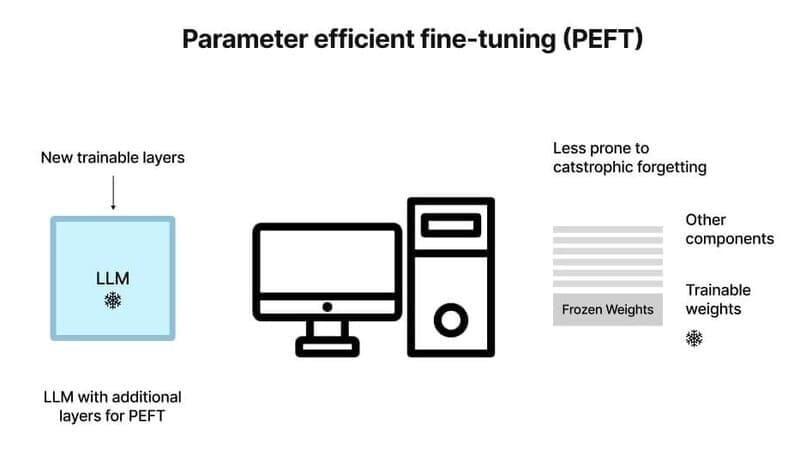 Parameter efficient fine-tuning (PEFT)
New trainable layers
LLM
LLM with additional
layers for PEFT
Less prone to
catstrophic forgetting
Other
components
Trainable
weights
Frozen Weights